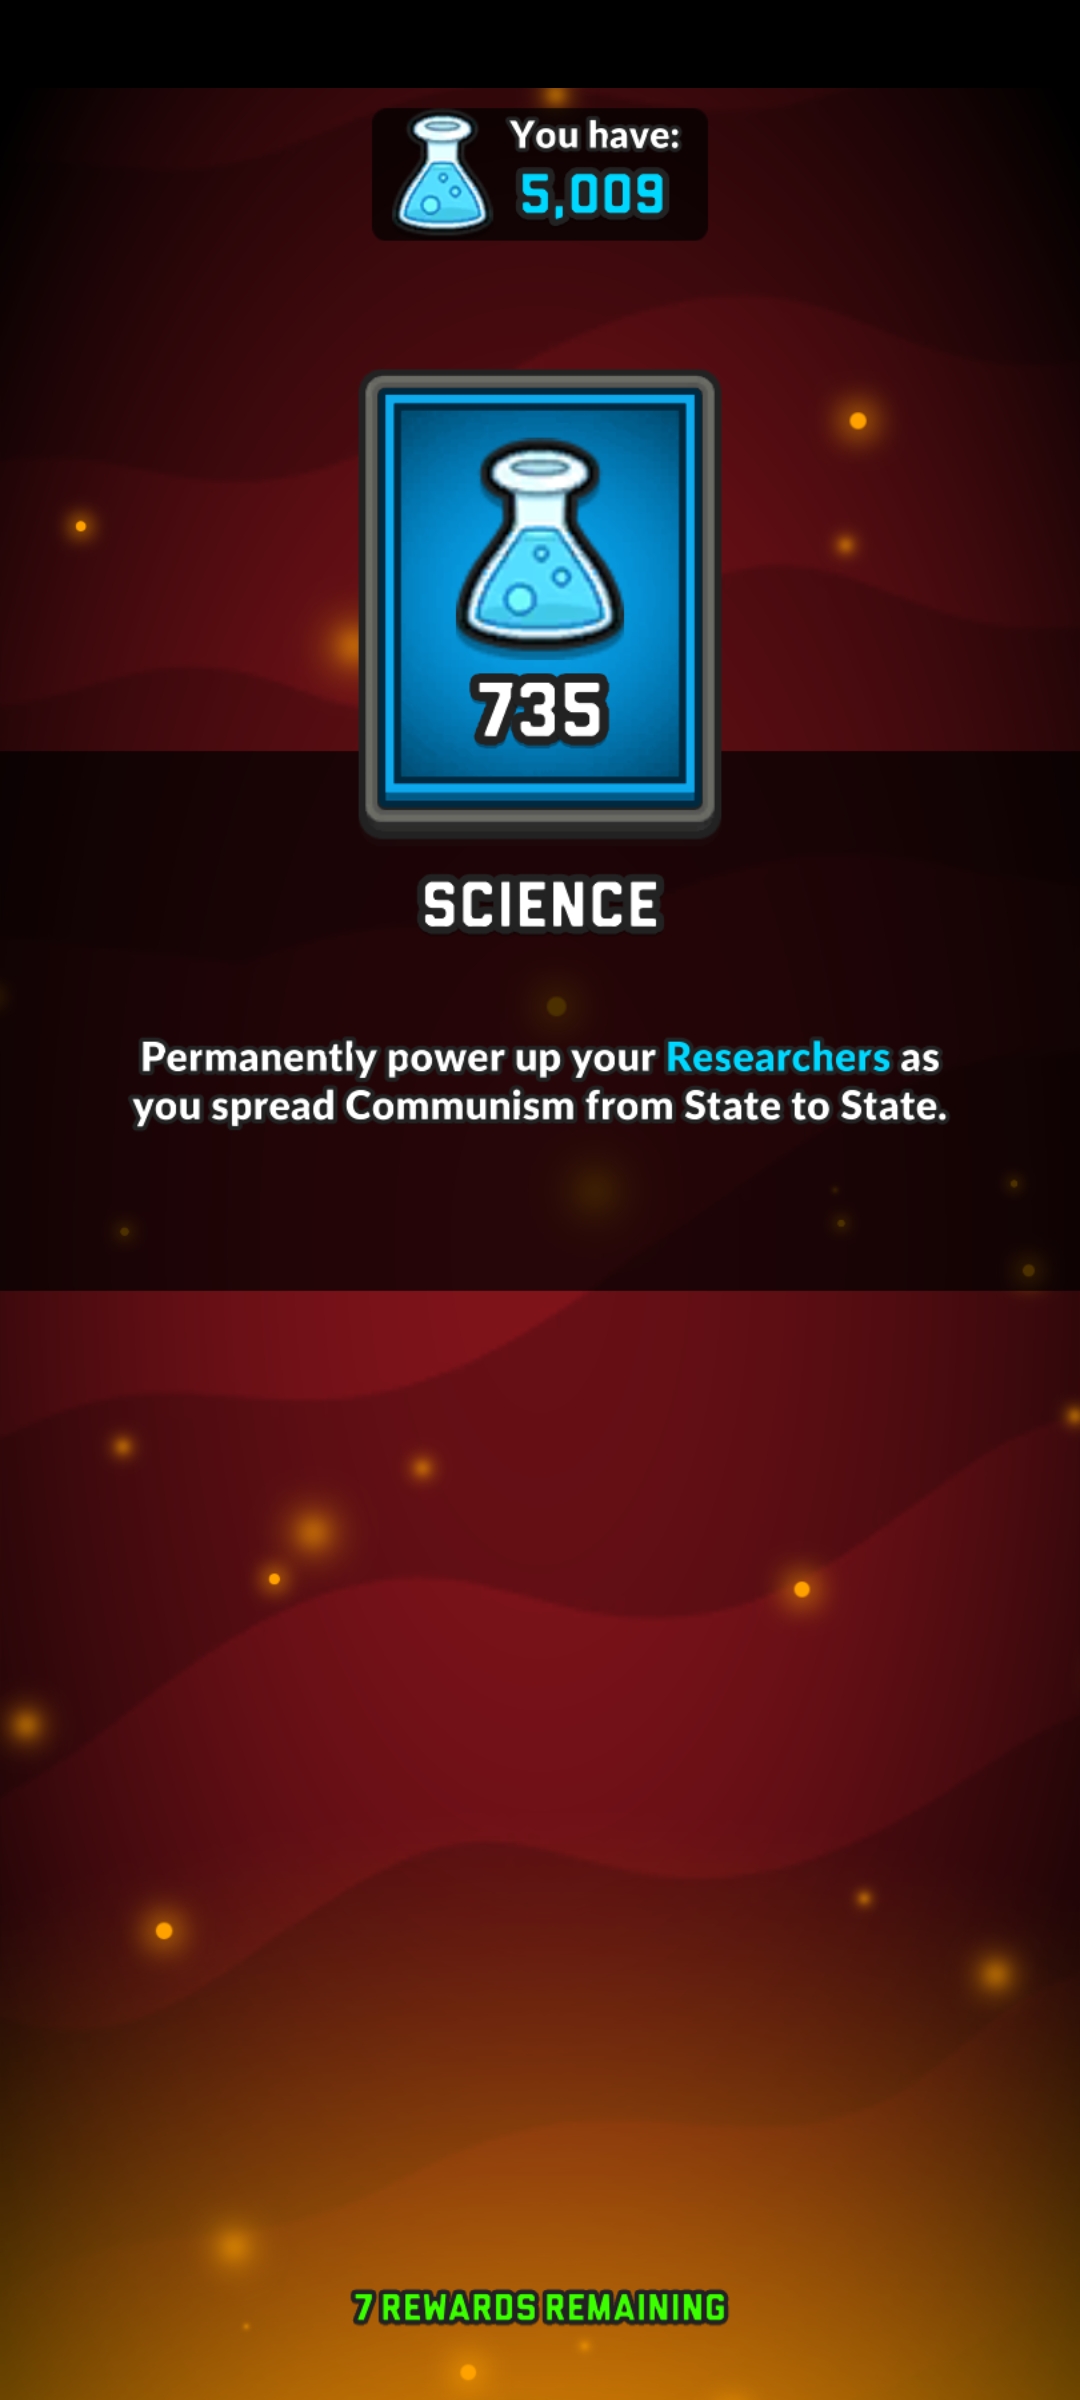 You have:
5,009
735
SCIENCE
Permanently power up your Researchers as
you spread Communism from State to State.
7 REWARDS REMAINING